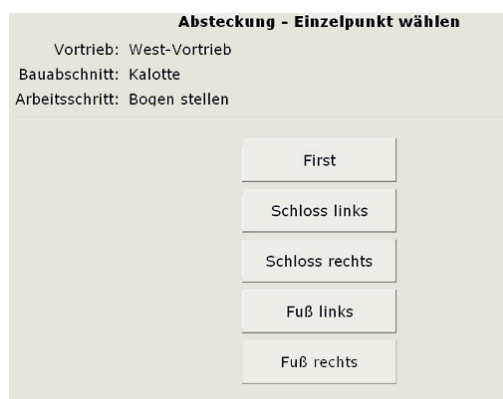 Absteckung - Einzelpunkt wählen
Vortrieb: West-Vortrieb
Bauabschnitt: Kalotte
Arbeitsschritt: Bogen stellen
First
Schloss links
Schloss rechts
Fuß links
Fuß rechts